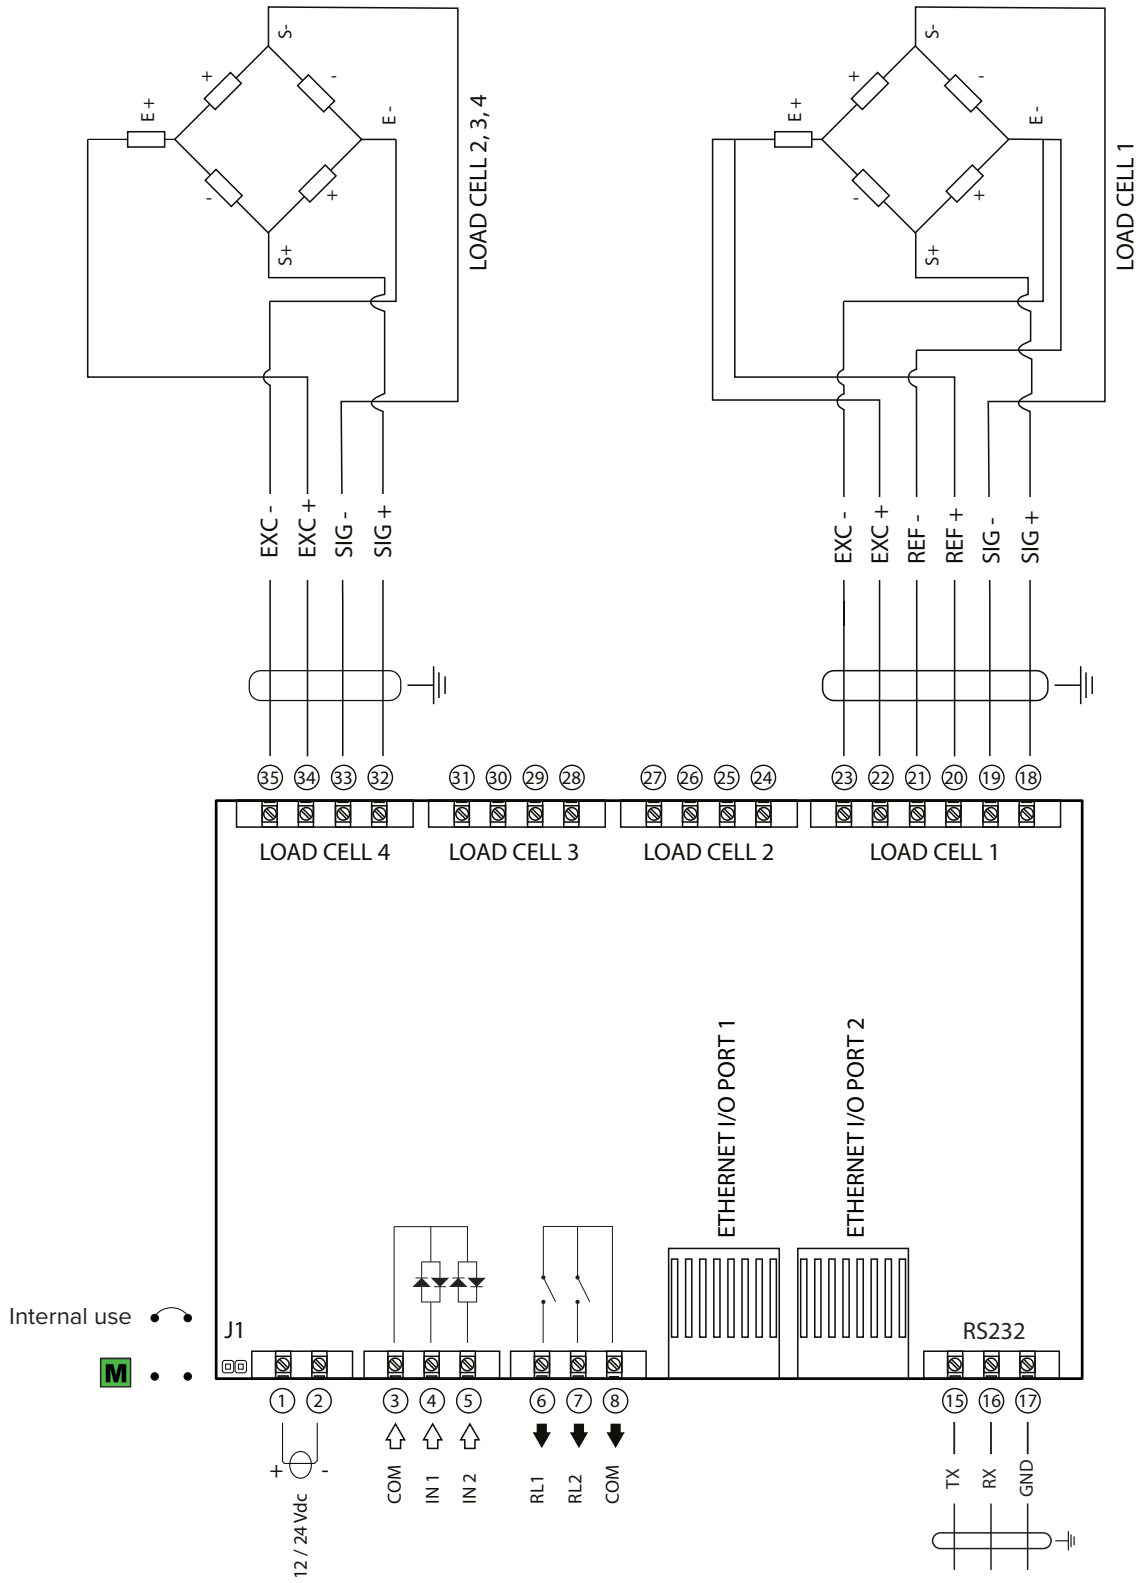 S-
S-
+
-
+
-
E +
E -
E +
E -
-
+
-
+
S+
S+
LOAD CELL 2, 3, 4
LOAD CELL 1
EXC -
EXC +
SIG -
SIG +
EXC -
EXC +
REF -
REF +
SIG -
SIG +
35 34 33 32 31 30 29 28 27 26 25 24 23 22 21 20 19 18
LOAD CELL 4
LOAD CELL 3
LOAD CELL 2
LOAD CELL 1
ETHERNET I/O PORT 1
ETHERNET I/O PORT 2
Internal use
J1
RS232
M
1 2 3 4 5 6 7 8 15 16 17
+ -
12 / 24 Vdc
COM
IN 1
IN 2
RL1
RL2
COM
TX
RX
GND